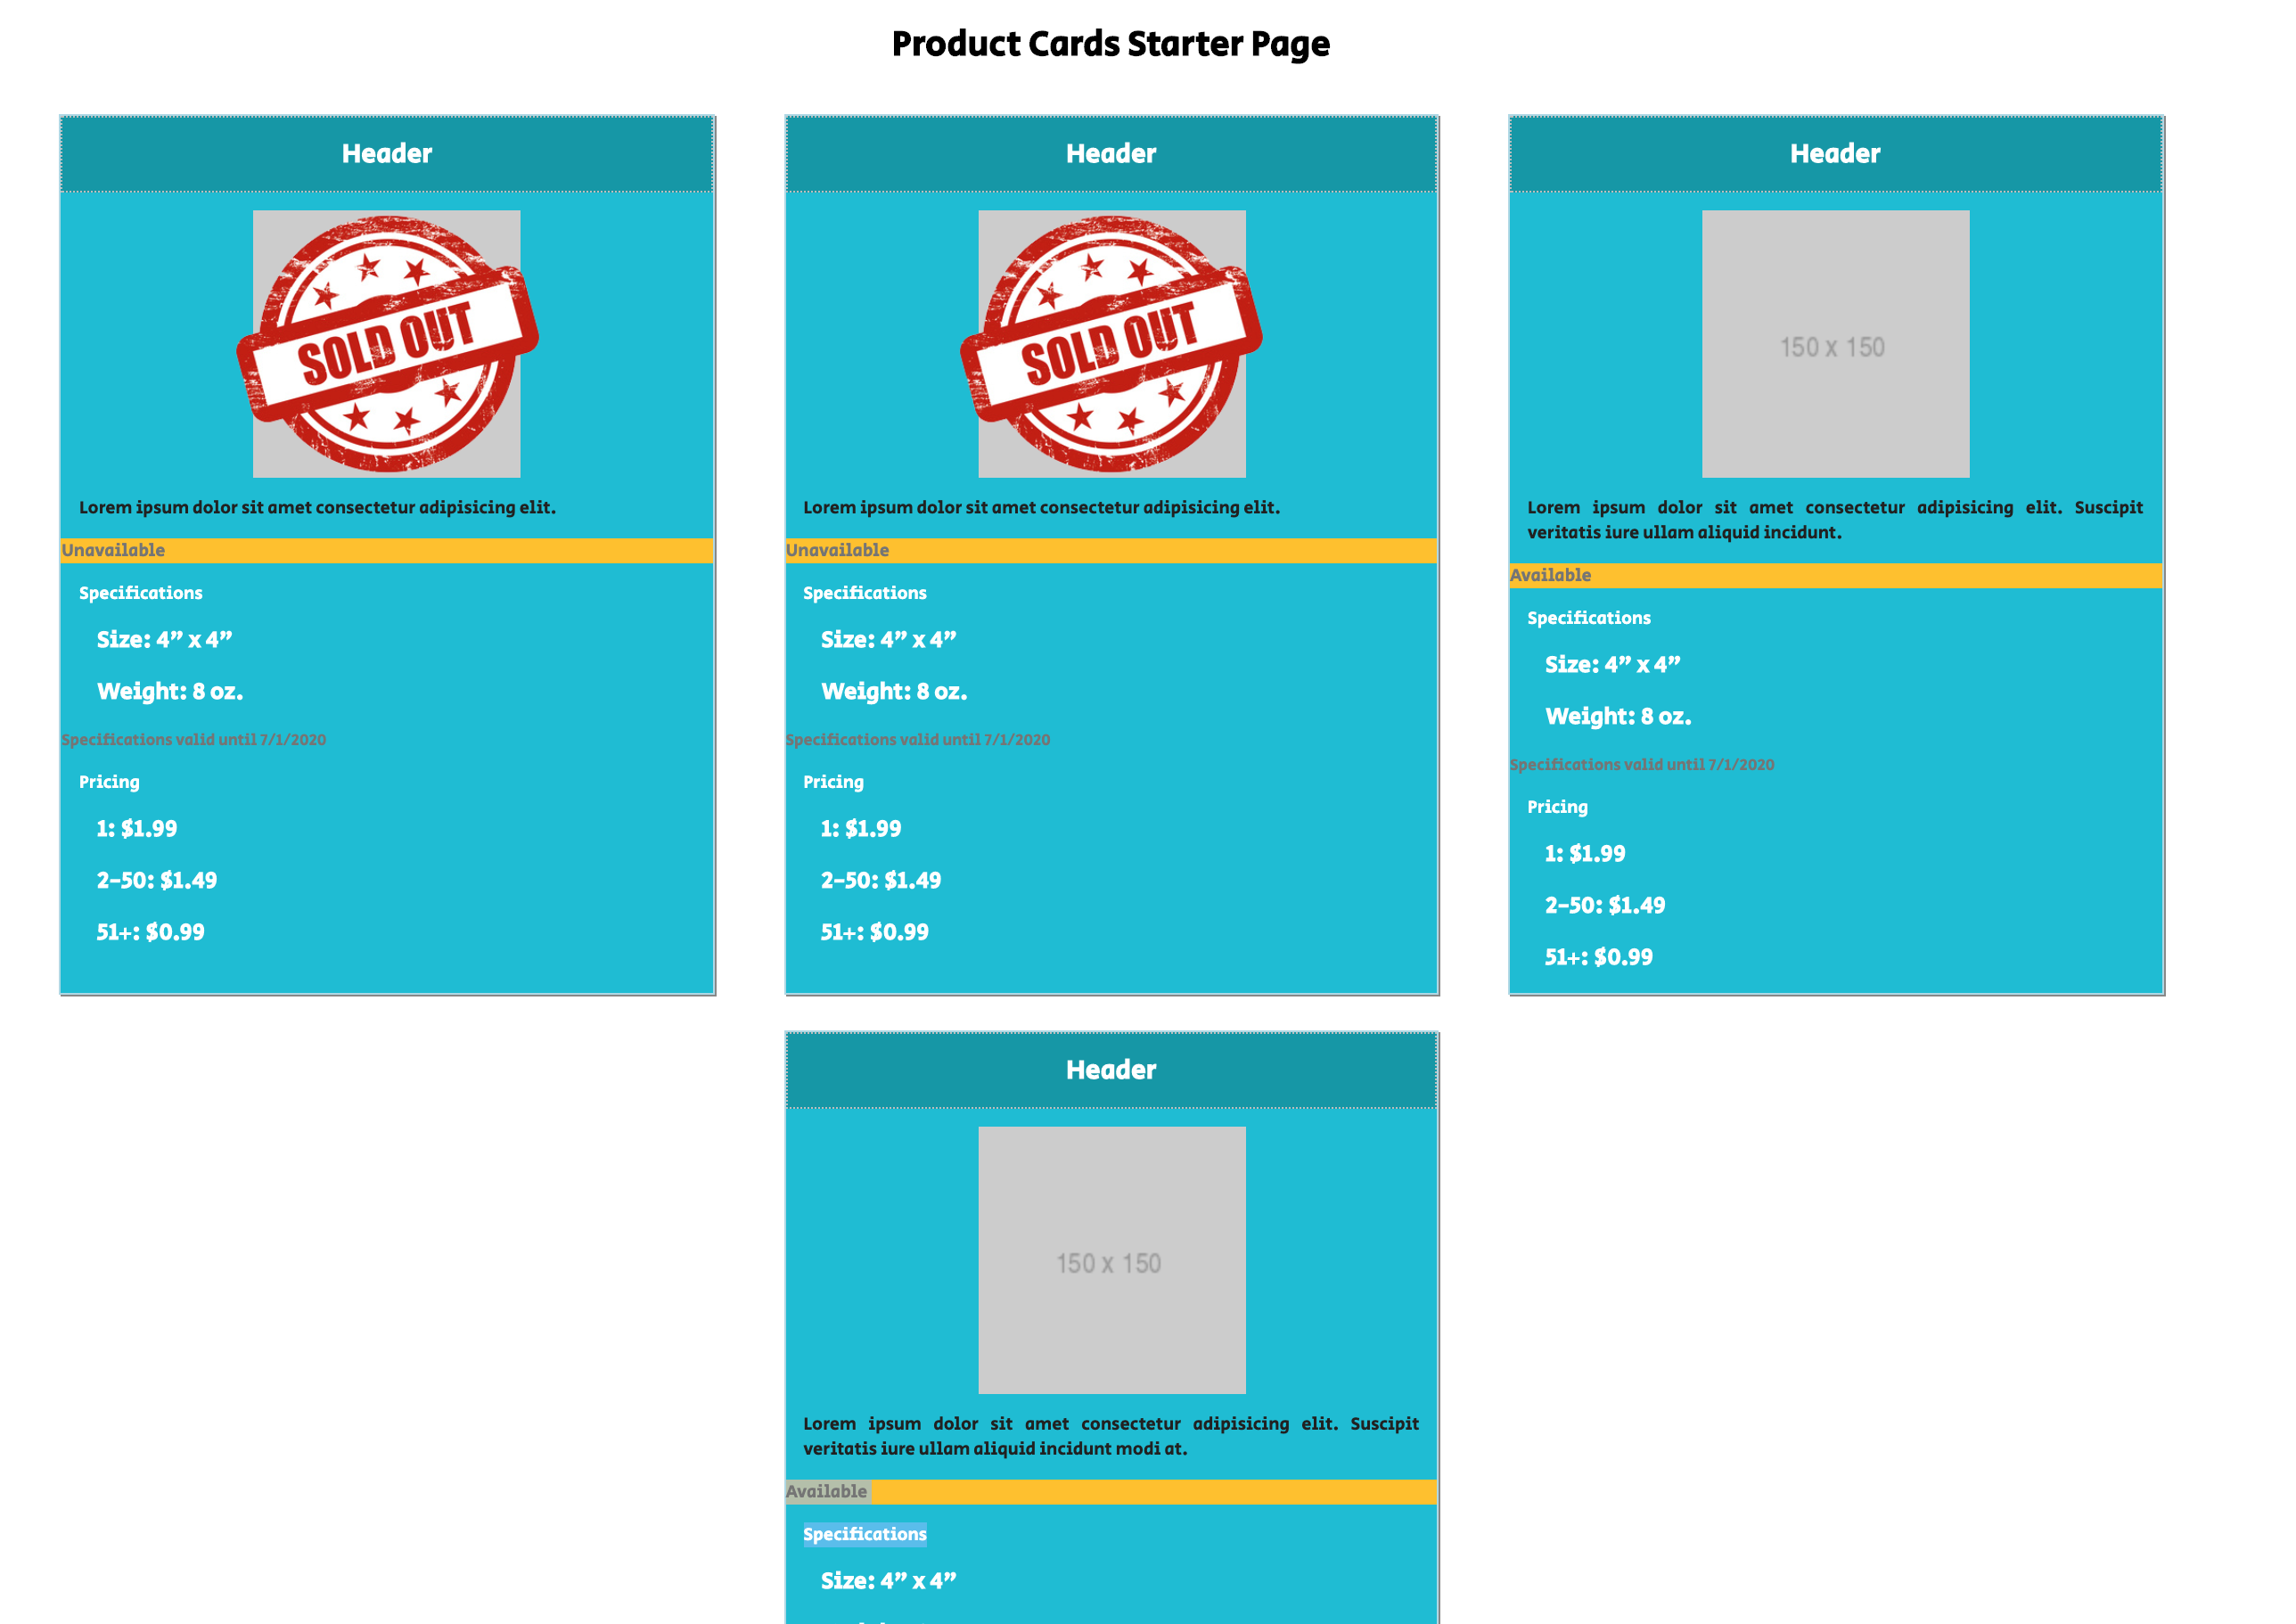 Product Cards Starter Page
Header
SOLD OUT
Lorem ipsum dolor sit amet consectetur adipisicing elit.
Unavailable
Specifications
Size: 4” x 4”
Weight: 8 oz.
Specifications valid until 7/1/2020
Pricing
1: $1.99
2-50: $1.49
51+: $0.99
Header
SOLD OUT
Lorem ipsum dolor sit amet consectetur adipisicing elit.
Unavailable
Specifications
Size: 4” x 4”
Weight: 8 oz.
Specifications valid until 7/1/2020
Pricing
1: $1.99
2-50: $1.49
51+: $0.99
Header
150 x 150
Lorem ipsum dolor sit amet consectetur adipisicing elit. Suscipit
veritatis iure ullam aliquid incidunt.
Available
Specifications
Size: 4” x 4”
Weight: 8 oz.
Specifications valid until 7/1/2020
Pricing
1: $1.99
2-50: $1.49
51+: $0.99
Header
150 x 150
Lorem ipsum dolor sit amet consectetur adipisicing elit. Suscipit
veritatis iure ullam aliquid incidunt modi at.
Available
Specifications
Size: 4” x 4”